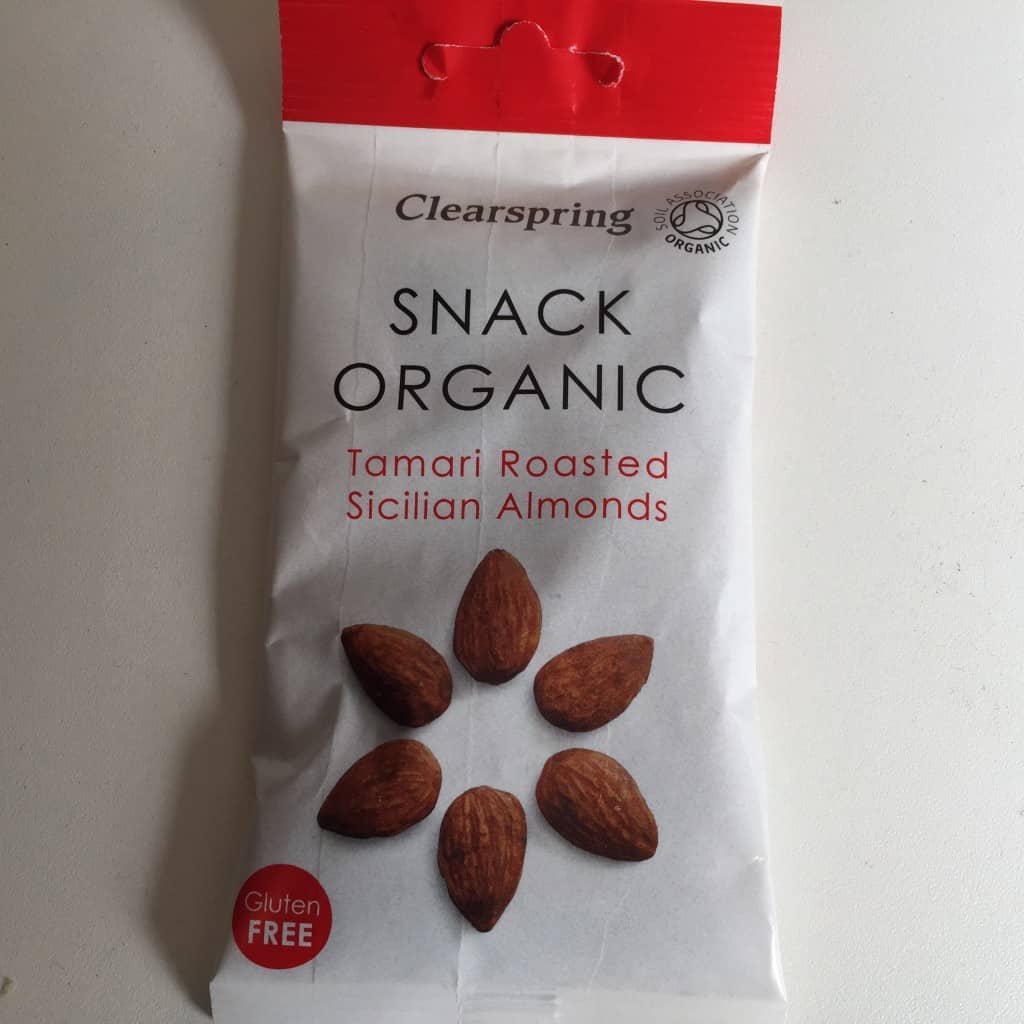 Clearspring
SOIL ASSOCIATION
ORGANIC
SNACK
ORGANIC
Tamari Roasted
Sicilian Almonds
Gluten
FREE